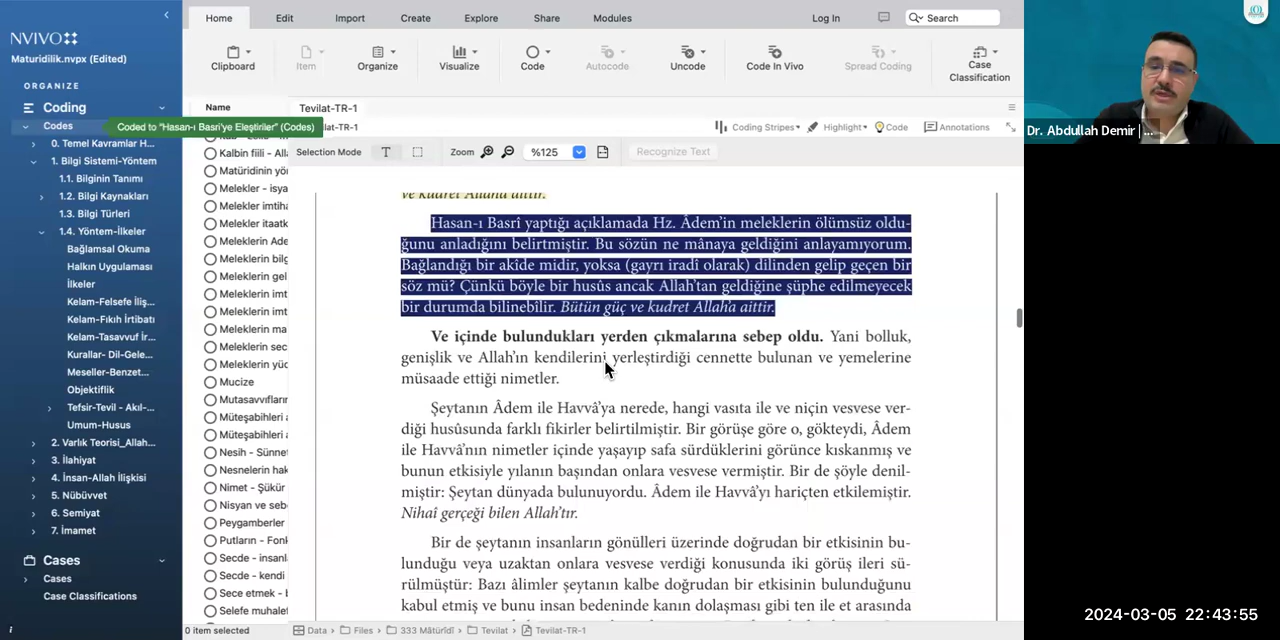 NVIVO
Maturidilik.nvpx (Edited)
ORGANIZE
Coding
Codes
0. Temel Kavramlar H...
1. Bilgi Sistemi-Yöntem
1.1. Bilginin Tanımı
1.2. Bilgi Kaynakları
1.3. Bilgi Türleri
1.4. Yöntem-İlkeler
Bağlamsal Okuma
Halkın Uygulaması
İlkeler
Kelam-Felsefe İliş...
Kelam-Fıkıh İrtibatı
Kelam-Tasavvuf İr...
Kurallar- Dil-Gele...
Meseller-Benzet...
Objektiflik
Tefsir-Tevil - Akıl-...
Umum-Husus
2. Varlık Teorisi_Allah...
3. İlahiyat
4. İnsan-Allah İlişkisi
5. Nübüvvet
6. Semiyat
7. İmamet
Cases
Cases
Case Classifications
Coded to "Hasan-ı Basri'ye Eleştiriler" (Codes)
Home Edit Import Create Explore Share Modules Log In Search
Clipboard Item Organize Visualize Code Autocode Uncode Code In Vivo Spread Coding Case
Classification
Name
Kalbin fiili - Alla
Matüridinin yör
Melekler - isya
Melekler imtiha
Melekler itaatk
Meleklerin Ade
Meleklerin bilg
Meleklerin gel
Meleklerin imt
Meleklerin imt
Meleklerin ma
Meleklerin sec
Meleklerin yüc
Mucize
Mutasavvıfların
Müteşabihleri a
Müteşabihleri a
Nesih - Sünnet
Nesnelerin hak
Nimet - Şükür
Nisyan ve seb
Peygamberler
Putların - Fonk
Secde - insanl
Secde - kendi
Sece etmek - b
Selefe muhalef
0 item selected
Tevilat-TR-1
-TR-1 Coding Stripes Highlight Code Annotations
Selection Mode T Zoom %125 Recognize Text
ve kudret Allah'a aittir.
Hasan-ı Basrî yaptığı açıklamada Hz. Âdem'in meleklerin ölümsüz oldu-
ğunu anladığını belirtmiştir. Bu sözün ne mânaya geldiğini anlayamıyorum.
Bağlandığı bir akîde midir, yoksa (gayrı iradî olarak) dilinden gelip geçen bir
söz mü? Çünkü böyle bir husûs ancak Allah'tan geldiğine şüphe edilmeyecek
bir durumda bilinebîlir. Bütün güç ve kudret Allah'a aittir.
Ve içinde bulundukları yerden çıkmalarına sebep oldu. Yani bolluk,
genişlik ve Allah'ın kendilerini yerleştirdiği cennette bulunan ve yemelerine
müsaade ettiği nimetler.
Şeytanın Âdem ile Havvâ'ya nerede, hangi vasıta ile ve niçin vesvese ver-
diği husûsunda farklı fikirler belirtilmiştir. Bir görüşe göre o, gökteydi, Âdem
ile Havvâ'nın nimetler içinde yaşayıp safa sürdüklerini görünce kıskanmış ve
bunun etkisiyle yılanın başından onlara vesvese vermiştir. Bir de şöyle denil-
miştir: Şeytan dünyada bulunuyordu. Âdem ile Havvâ'yı hariçten etkilemiştir.
Nihaî gerçeği bilen Allah'tır.
Bir de şeytanın insanların gönülleri üzerinde doğrudan bir etkisinin bu-
lunduğu veya uzaktan onlara vesvese verdiği konusunda iki görüş ileri sü-
rülmüştür: Bazı âlimler şeytanın kalbe doğrudan bir etkisinin bulunduğunu
kabul etmiş ve bunu insan bedeninde kanın dolaşması gibi ten ile et arasında
Data Files 333 Mâtürîdî Tevilat Tevilat-TR-1
Dr. Abdullah Demir | ...
2024-03-05 22:43:55